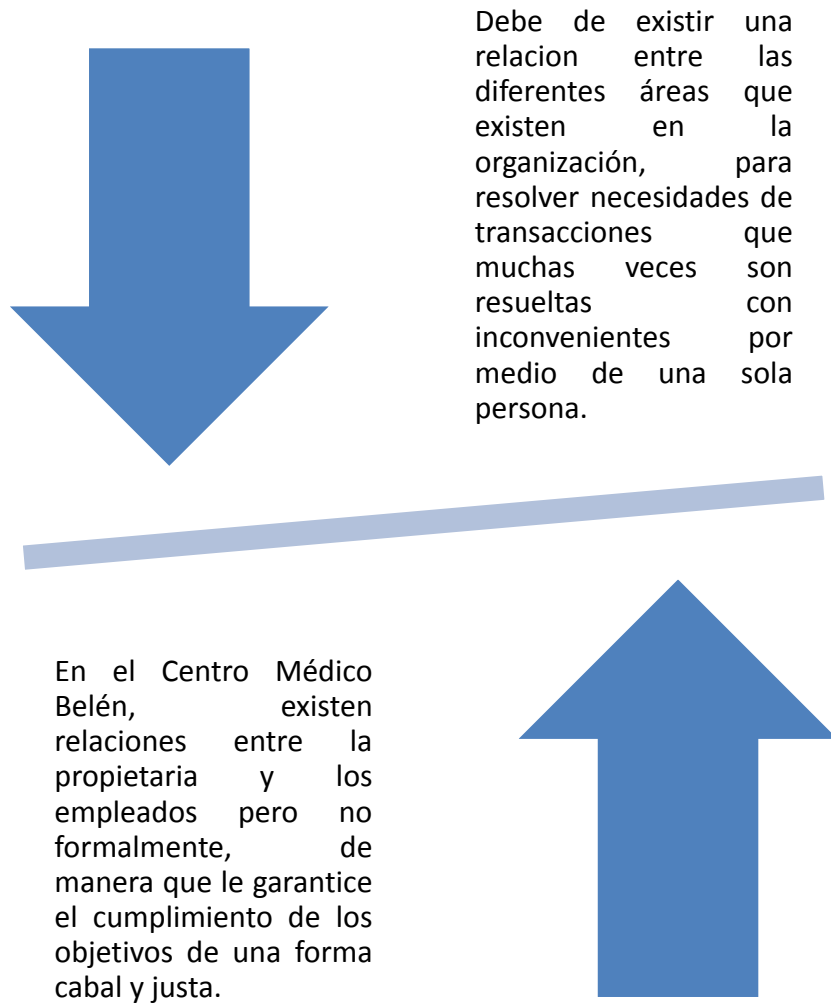 Debe de existir una
relacion entre las
diferentes áreas que
existen en la
organización, para
resolver necesidades de
transacciones que
muchas veces son
resueltas con
inconvenientes por
medio de una sola
persona.
En el Centro Médico
Belén, existen
relaciones entre la
propietaria y los
empleados pero no
formalmente, de
manera que le garantice
el cumplimiento de los
objetivos de una forma
cabal y justa.